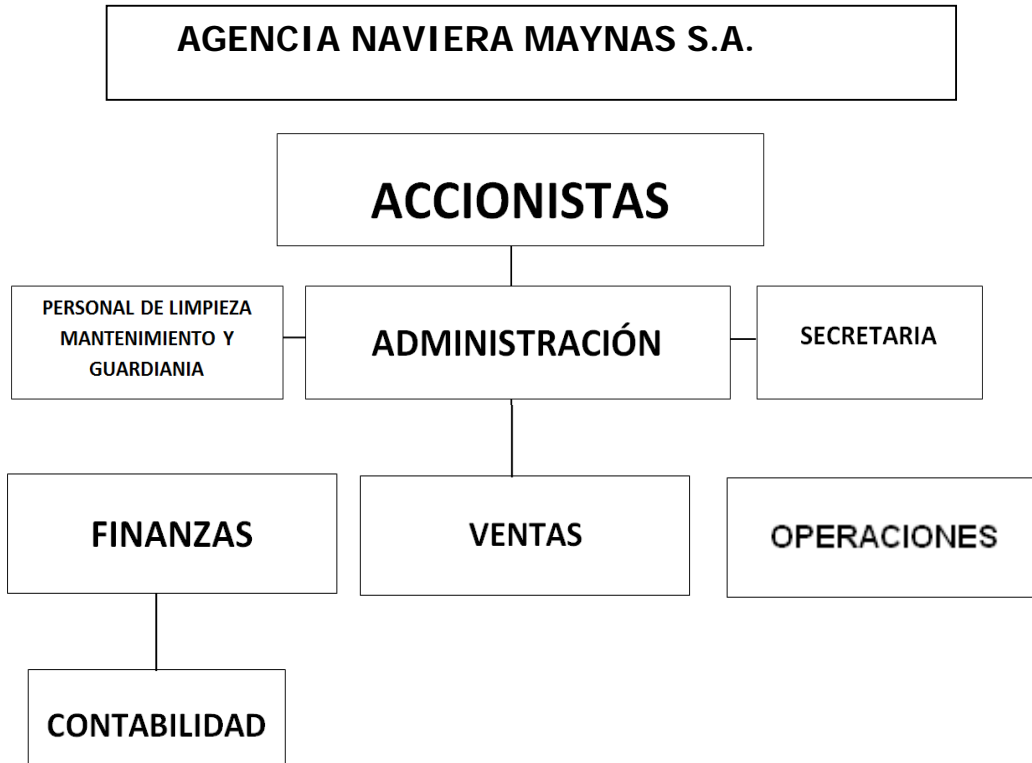 AGENCIA NAVIERA MAYNAS S.A.
ACCIONISTAS
PERSONAL DE LIMPIEZA
MANTENIMIENTO Y
GUARDIANIA
ADMINISTRACIÓN
SECRETARIA
FINANZAS
VENTAS
OPERACIONES
CONTABILIDAD